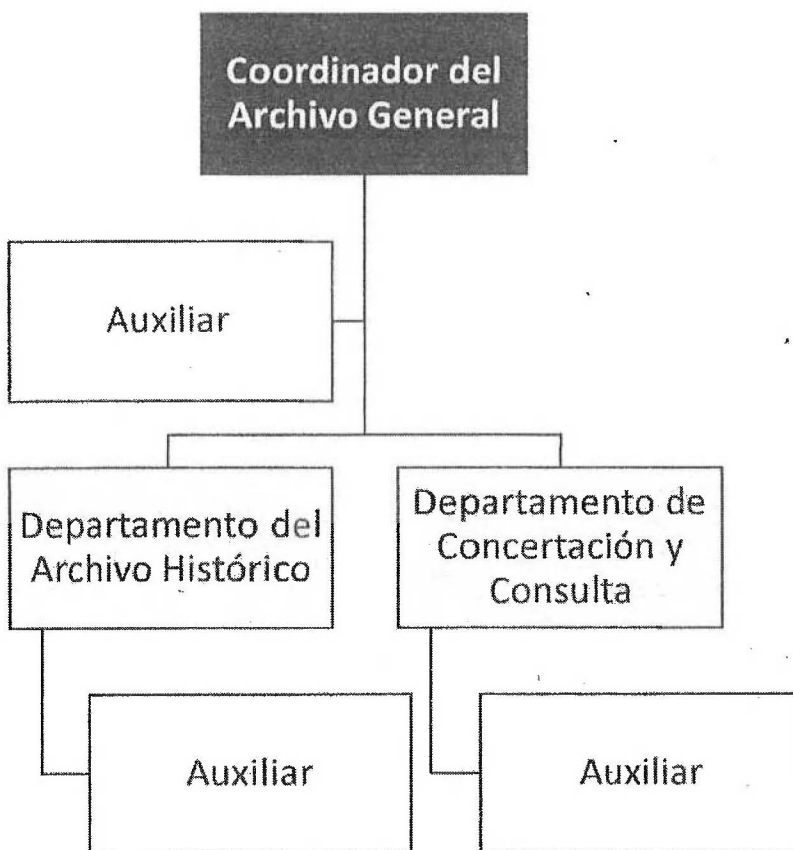 Coordinador del
Archivo General
Auxiliar
Departamento del
Archivo Histórico
Departamento de
Concertación y
Consulta
Auxiliar
Auxiliar